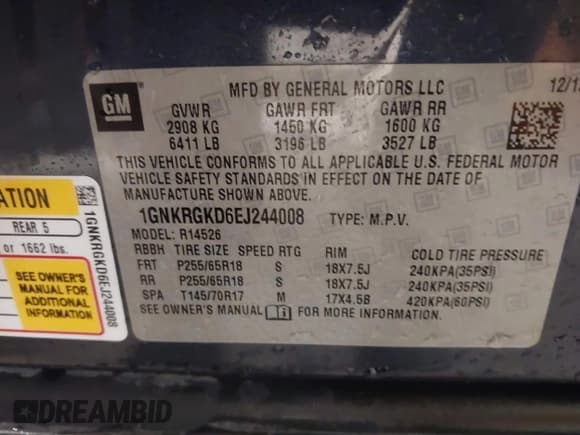 GM
MFD BY GENERAL MOTORS LLC
12/13
GVWR GAWR FRT GAWR RR
2908 KG 1450 KG 1600 KG
6411 LB 3196 LB 3527 LB
THIS VEHICLE CONFORMS TO ALL APPLICABLE U.S. FEDERAL MOTOR
VEHICLE SAFETY STANDARDS IN EFFECT ON THE DATE OF
MANUFACTURE SHOWN ABOVE.
1GNKRGKD6EJ244008 TYPE: M.P.V.
MODEL: R14526
RBBH TIRE SIZE SPEED RTG RIM COLD TIRE PRESSURE
FRT P255/65R18 S 18X7.5J 240KPA(35PSI)
RR P255/65R18 S 18X7.5J 240KPA(35PSI)
SPA T145/70R17 M 17X4.5B 420KPA(60PSI)
SEE OWNER'S MANUAL FOR MORE INFORMATION.
REAR 5
or 1662 lbs.
SEE OWNER'S
MANUAL FOR
ADDITIONAL
INFORMATION
1GNKRGKD6EJ244008
DREAMBID